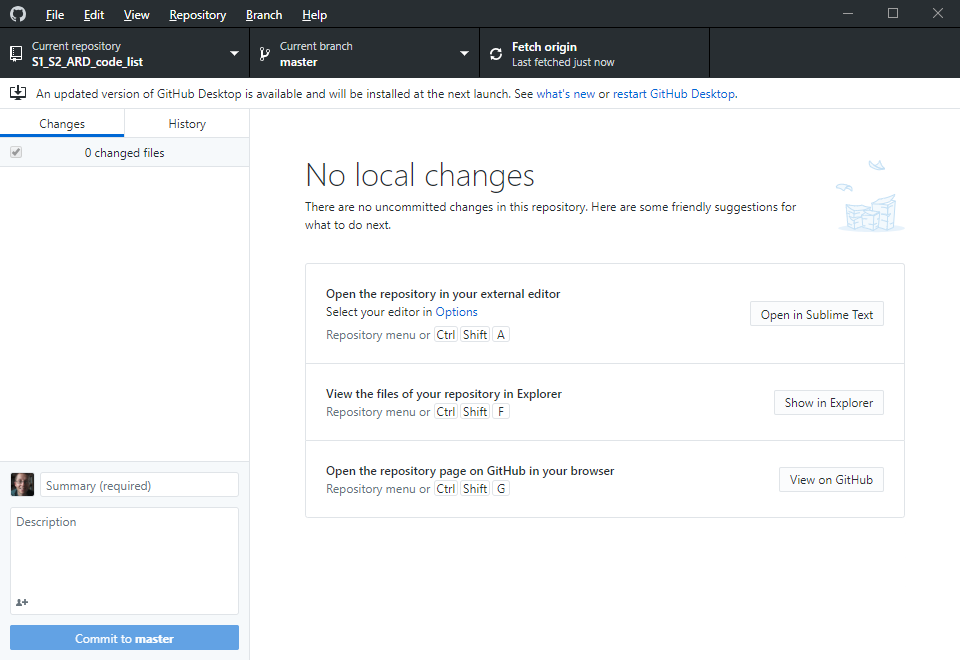 File Edit View Repository Branch Help
Current repository
S1_S2_ARD_code_list
Current branch
master
Fetch origin
Last fetched just now
An updated version of GitHub Desktop is available and will be installed at the next launch. See what's new or restart GitHub Desktop.
Changes
History
0 changed files
No local changes
There are no uncommitted changes in this repository. Here are some friendly suggestions for
what to do next.
Open the repository in your external editor
Select your editor in Options
Repository menu or Ctrl Shift A
Open in Sublime Text
View the files of your repository in Explorer
Repository menu or Ctrl Shift F
Show in Explorer
Open the repository page on GitHub in your browser
Repository menu or Ctrl Shift G
View on GitHub
Summary (required)
Description
Commit to master